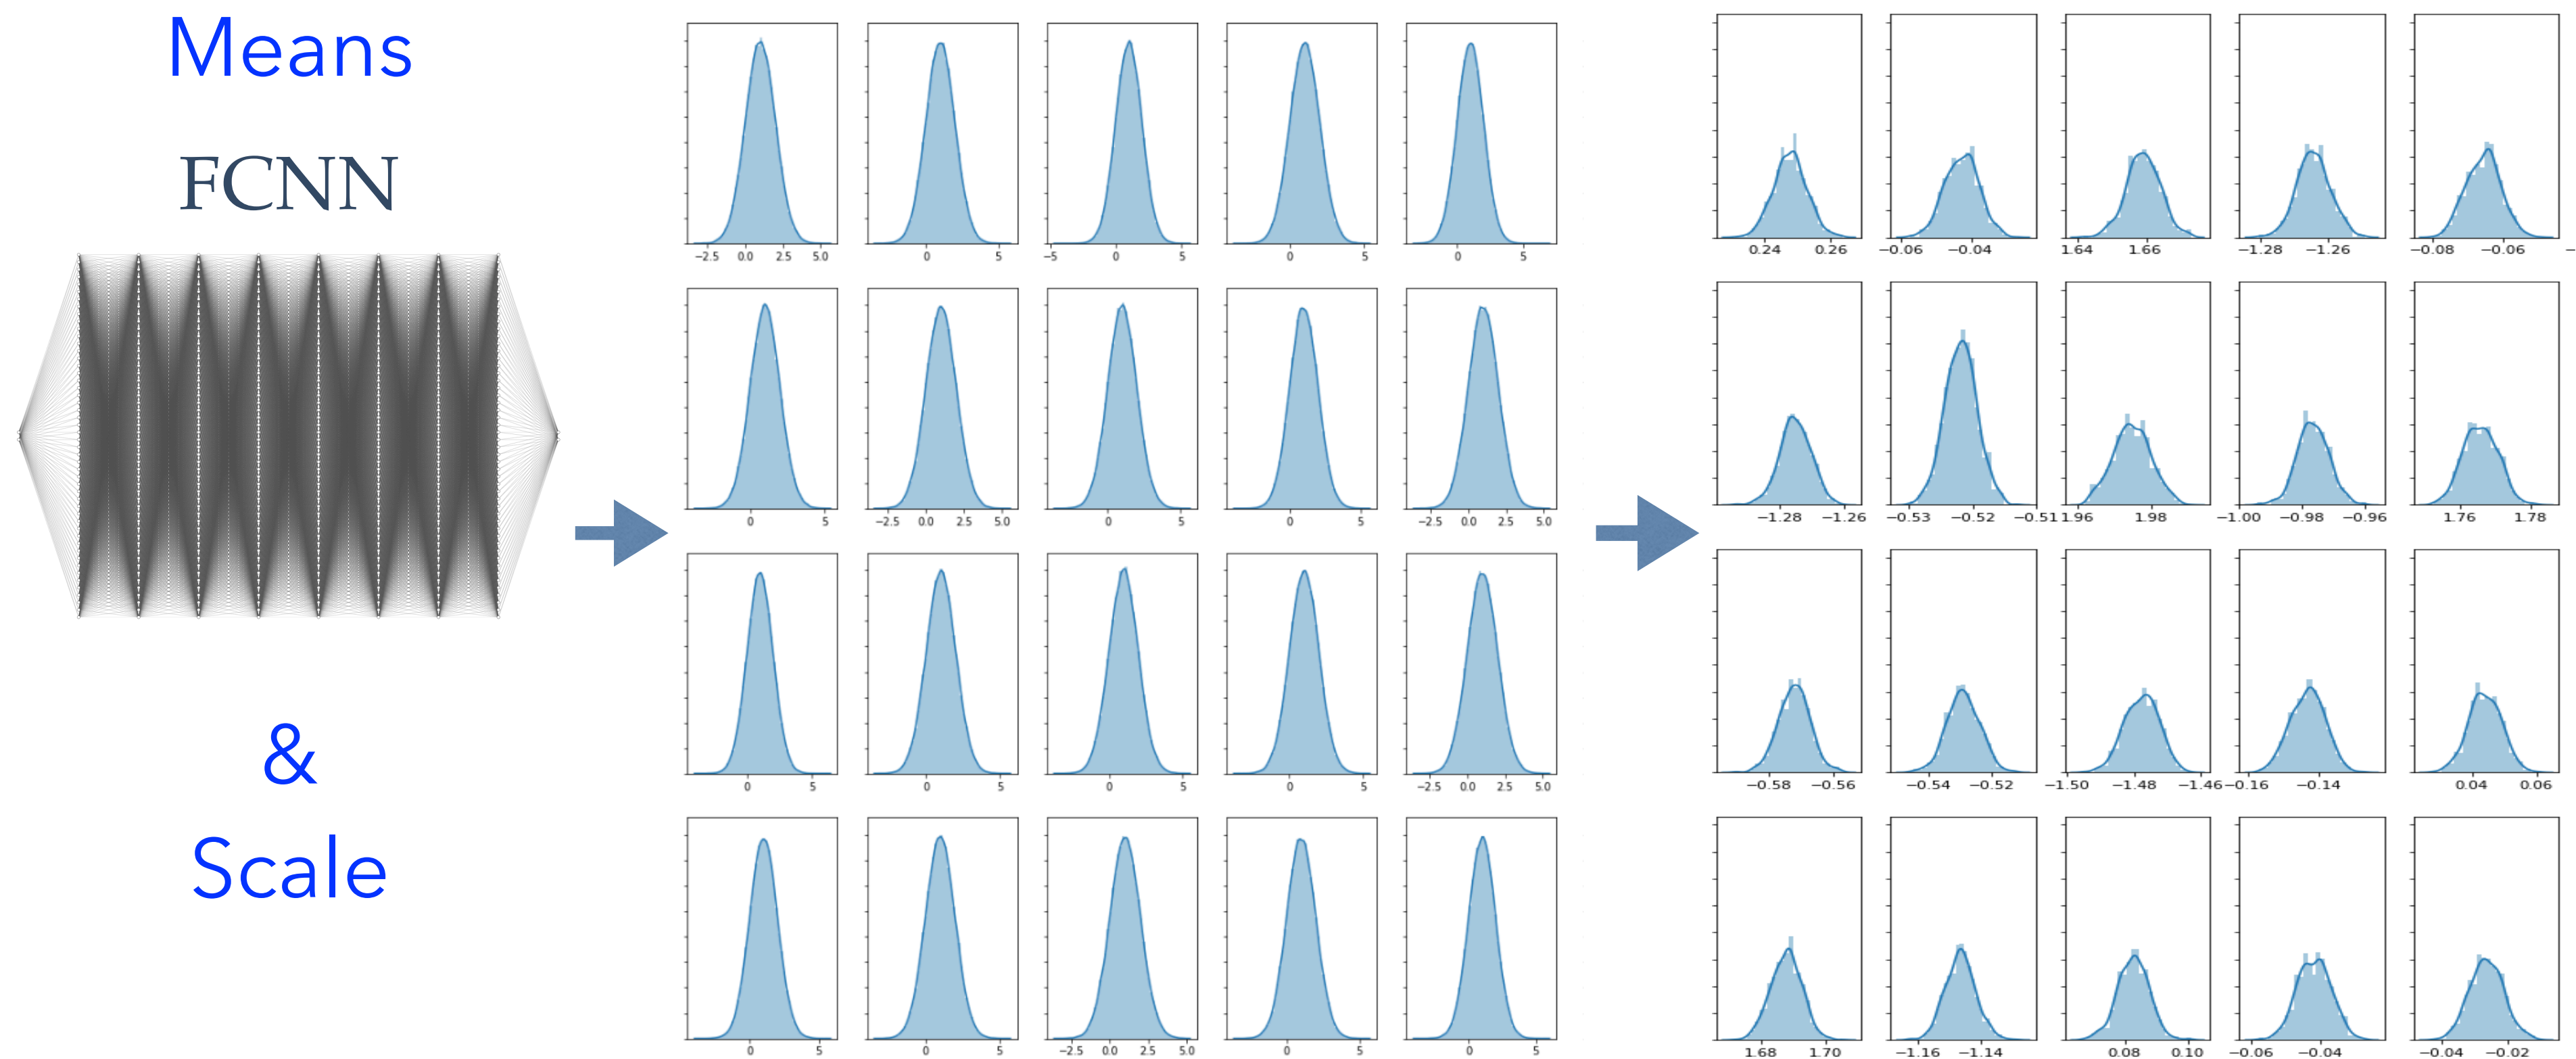 Means
FCNN
&
Scale
−2.5 0.0 2.5 5.0 0 5 −5 0 5 0 5 0 5
0 5 −2.5 0.0 2.5 5.0 0 5 0 5 −2.5 0.0 2.5 5.0
0 5 0 5 0 5 0 5 −2.5 0.0 2.5 5.0
0 5 0 5 −2.5 0.0 2.5 5.0 0 5 0 5
0.24 0.26 −0.06 −0.04 1.64 1.66 −1.28 −1.26 −0.08 −0.06 −
−1.28 −1.26 −0.53 −0.52 −0.51 1.96 1.98 −1.00 −0.98 −0.96 1.76 1.78
−0.58 −0.56 −0.54 −0.52 −1.50 −1.48 −1.46 −0.16 −0.14 0.04 0.06
1.68 1.70 −1.16 −1.14 0.08 0.10 −0.06 −0.04 −0.04 −0.02